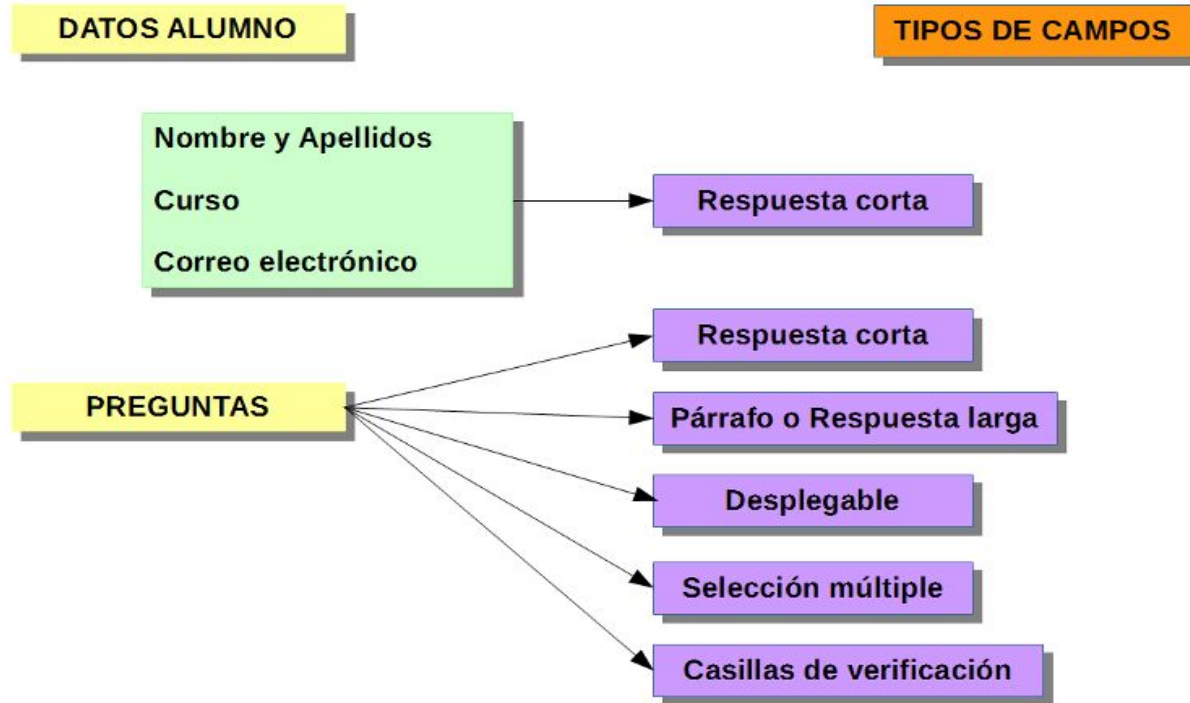 DATOS ALUMNO
TIPOS DE CAMPOS
Nombre y Apellidos
Curso
Correo electrónico
Respuesta corta
PREGUNTAS
Respuesta corta
Párrafo o Respuesta larga
Desplegable
Selección múltiple
Casillas de verificación